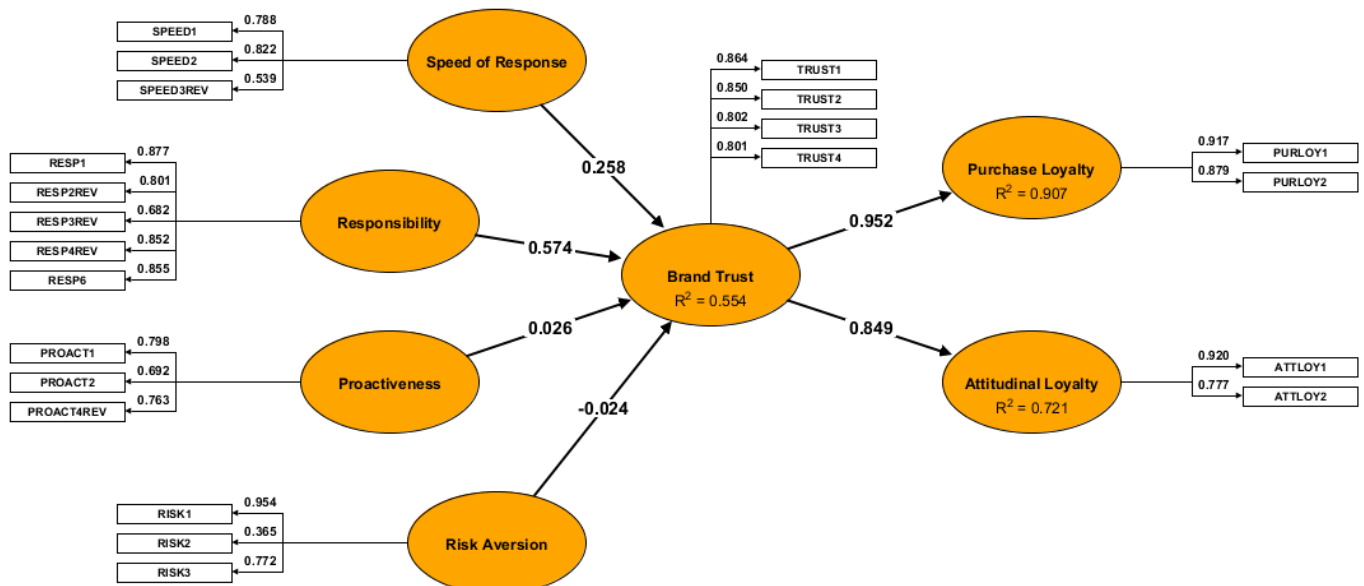 0.788
SPEED1
0.822
SPEED2
0.539
SPEED3REV
Speed of Response
0.258
0.877
RESP1
0.801
RESP2REV
0.682
RESP3REV
0.852
RESP4REV
0.855
RESP6
Responsibility
0.574
0.798
PROACT1
0.692
PROACT2
0.763
PROACT4REV
Proactiveness
0.026
0.954
RISK1
0.365
RISK2
0.772
RISK3
Risk Aversion
-0.024
0.864
TRUST1
0.850
TRUST2
0.802
TRUST3
0.801
TRUST4
Brand Trust
R² = 0.554
0.952
Purchase Loyalty
R² = 0.907
0.917
PURLOY1
0.879
PURLOY2
0.849
Attitudinal Loyalty
R² = 0.721
0.920
ATTLOY1
0.777
ATTLOY2